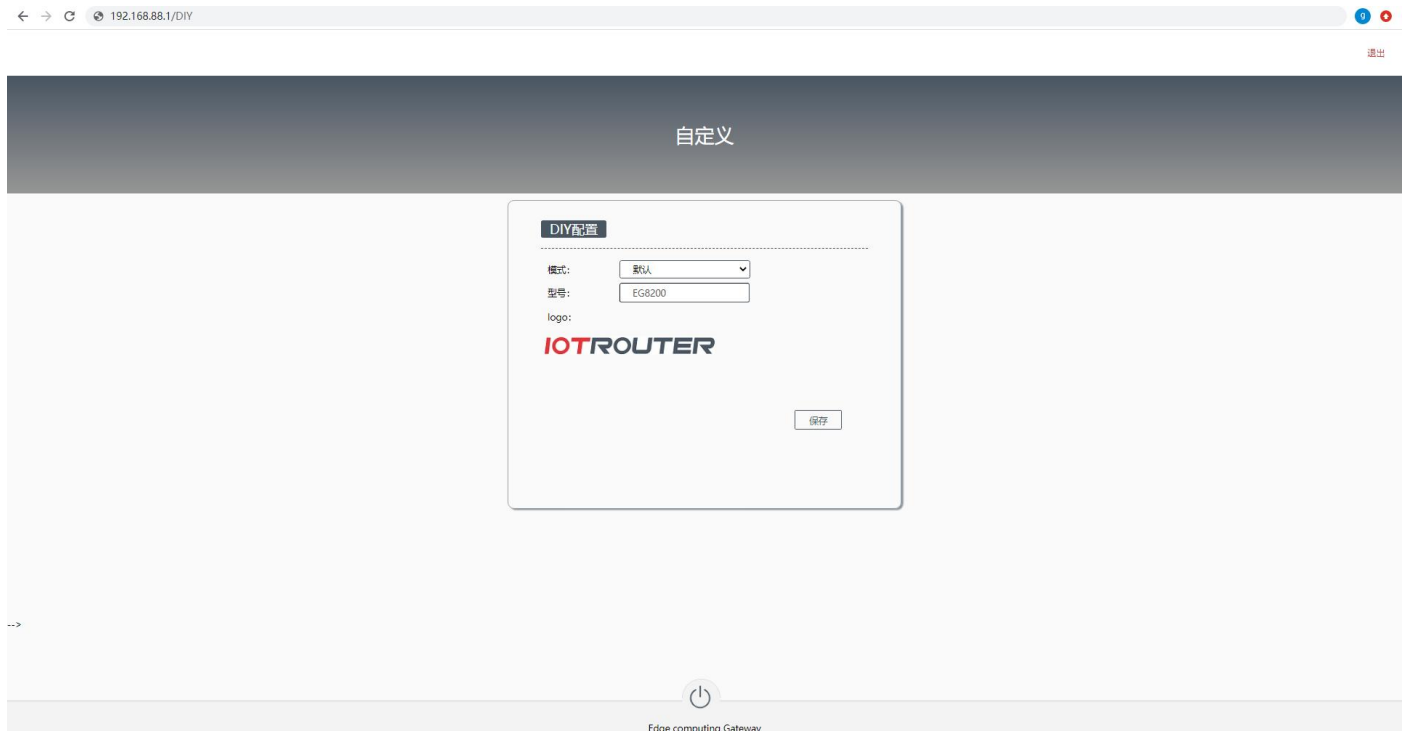 192.168.88.1/DIY
g
退出
自定义
DIY配置
模式: 默认
型号: EG8200
logo:
IOTROUTER
保存
-->
Edge computing Gateway